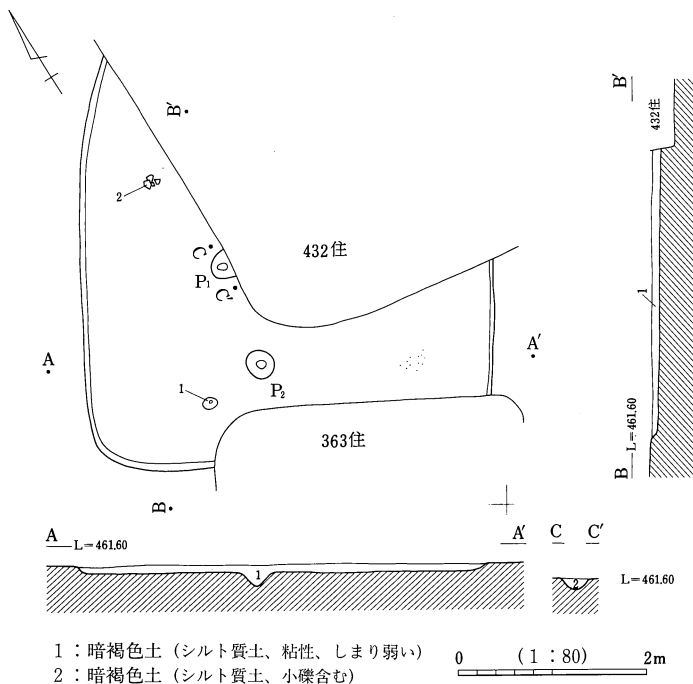 B′
B′
432住
2
C
432住
P₁
C′
1
A′
A
1
P₂
L=461.60
363住
B
B
A
L=461.60
A′
C
C′
1
2
L=461.60
1：暗褐色土（シルト質土、粘性、しまり弱い）
2：暗褐色土（シルト質土、小礫含む）
0 (1：80) 2m